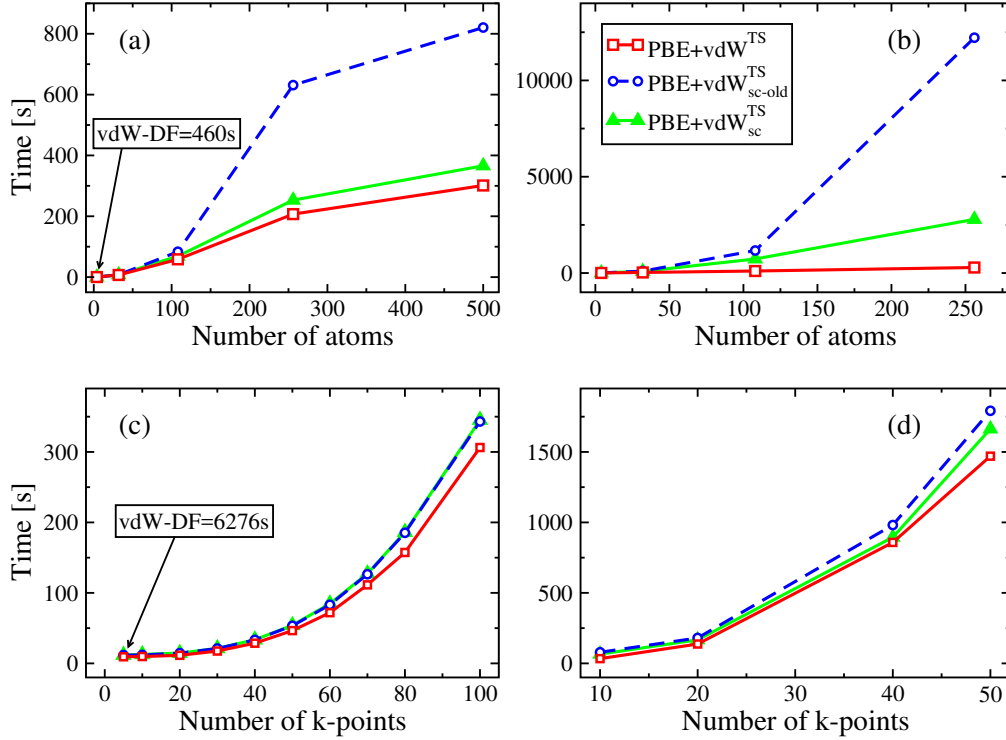 (a)
800
600
400
200
0
Time [s]
vdW-DF=460s
0 100 200 300 400 500
Number of atoms
(b)
PBE+vdW^TS
PBE+vdW^TS_sc-old
PBE+vdW^TS_sc
10000
5000
0
0 50 100 150 200 250
Number of atoms
(c)
300
200
100
0
Time [s]
vdW-DF=6276s
0 20 40 60 80 100
Number of k-points
(d)
1500
1000
500
0
10 20 30 40 50
Number of k-points